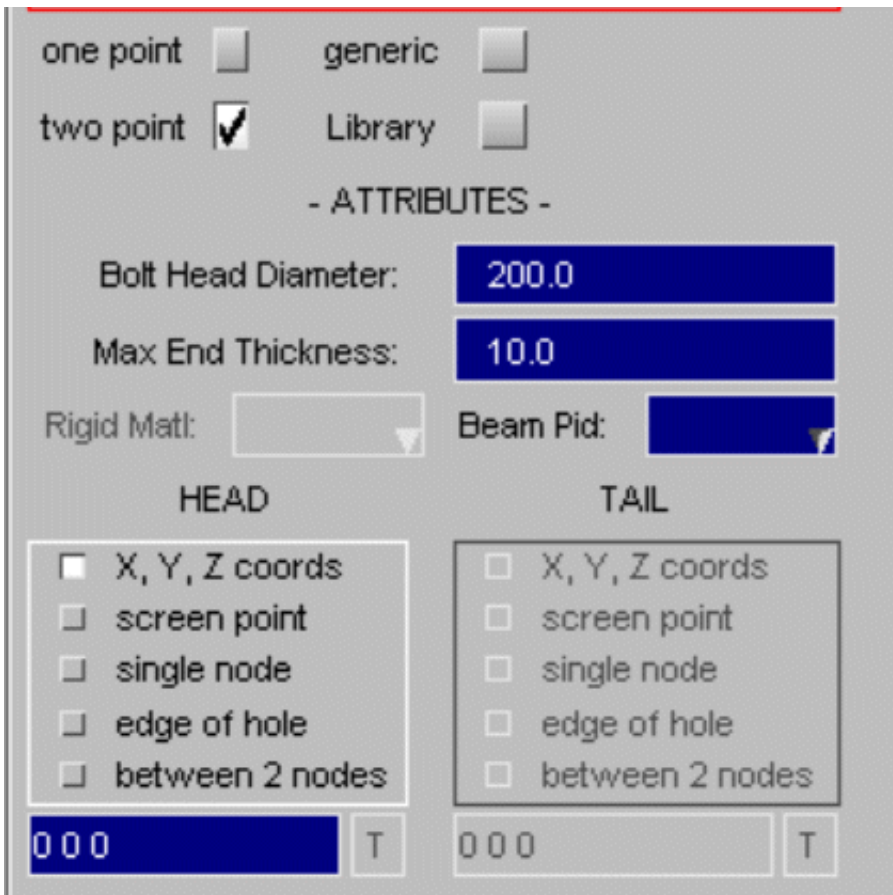 one point generic
two point Library
- ATTRIBUTES -
Bolt Head Diameter: 200.0
Max End Thickness: 10.0
Rigid Matl: Beam Pid:
HEAD TAIL
X, Y, Z coords X, Y, Z coords
screen point screen point
single node single node
edge of hole edge of hole
between 2 nodes between 2 nodes
0 0 0 T 0 0 0 T